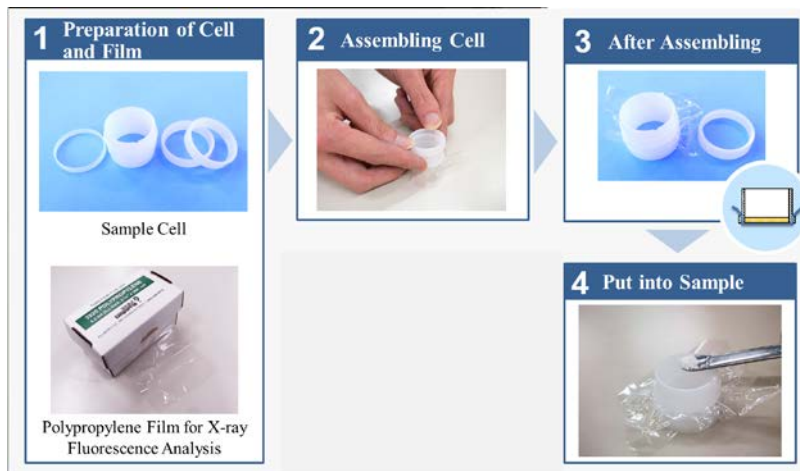 1 Preparation of Cell
and Film
Sample Cell
Polypropylene Film for X-ray
Fluorescence Analysis
2 Assembling Cell
3 After Assembling
4 Put into Sample